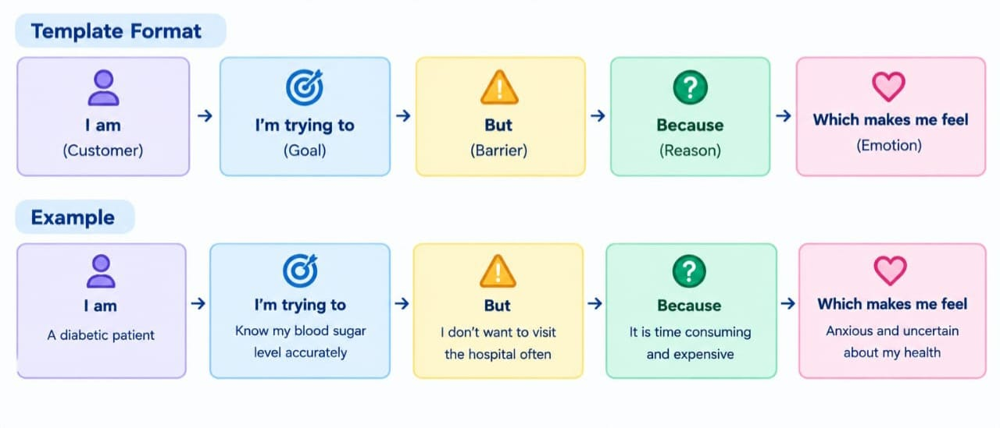 Template Format
I am
(Customer)
I'm trying to
(Goal)
But
(Barrier)
Because
(Reason)
Which makes me feel
(Emotion)
Example
I am
A diabetic patient
I'm trying to
Know my blood sugar
level accurately
But
I don't want to visit
the hospital often
Because
It is time consuming
and expensive
Which makes me feel
Anxious and uncertain
about my health